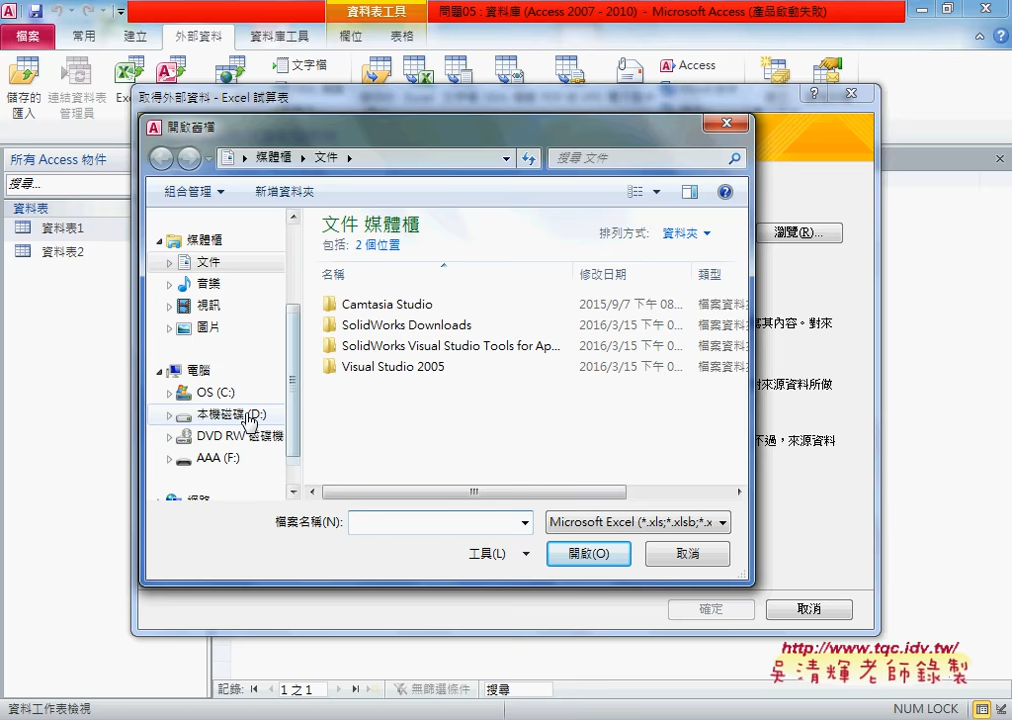 資料表工具
問題05 : 資料庫 (Access 2007 - 2010) - Microsoft Access (產品啟動失敗)
檔案
常用
建立
外部資料
資料庫工具
欄位
表格
文字檔
Access
儲存的
匯入
連結資料表
管理員
取得外部資料 - Excel 試算表
開啟舊檔
媒體櫃
文件
搜尋 文件
組合管理
新增資料夾
所有 Access 物件
搜尋...
資料表
資料表1
資料表2
媒體櫃
文件
音樂
視訊
圖片
電腦
OS (C:)
本機磁碟 (D:)
DVD RW 磁碟機
AAA (F:)
網路
文件 媒體櫃
包括: 2 個位置
排列方式:
資料夾
名稱
修改日期
類型
Camtasia Studio
2015/9/7 下午 08...
檔案資料夾
SolidWorks Downloads
2016/3/15 下午 0...
檔案資料夾
SolidWorks Visual Studio Tools for Ap...
2016/3/15 下午 0...
檔案資料夾
Visual Studio 2005
2016/3/15 下午 0...
檔案資料夾
瀏覽(R)...
其內容。對來
對來源資料所做
不過，來源資料
檔案名稱(N):
Microsoft Excel (*.xls;*.xlsb;*.x
工具(L)
開啟(O)
取消
確定
取消
http://www.tqc.idv.tw/
吳清輝老師錄製
記錄:
1 之 1
無篩選條件
搜尋
資料工作表檢視
NUM LOCK